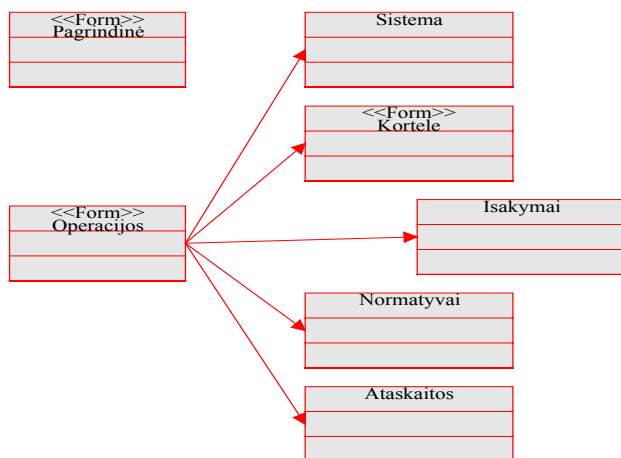 <<Form>>
Pagrindinė
Sistema
<<Form>>
Kortele
<<Form>>
Operacijos
Isakymai
Normatyvai
Ataskaitos